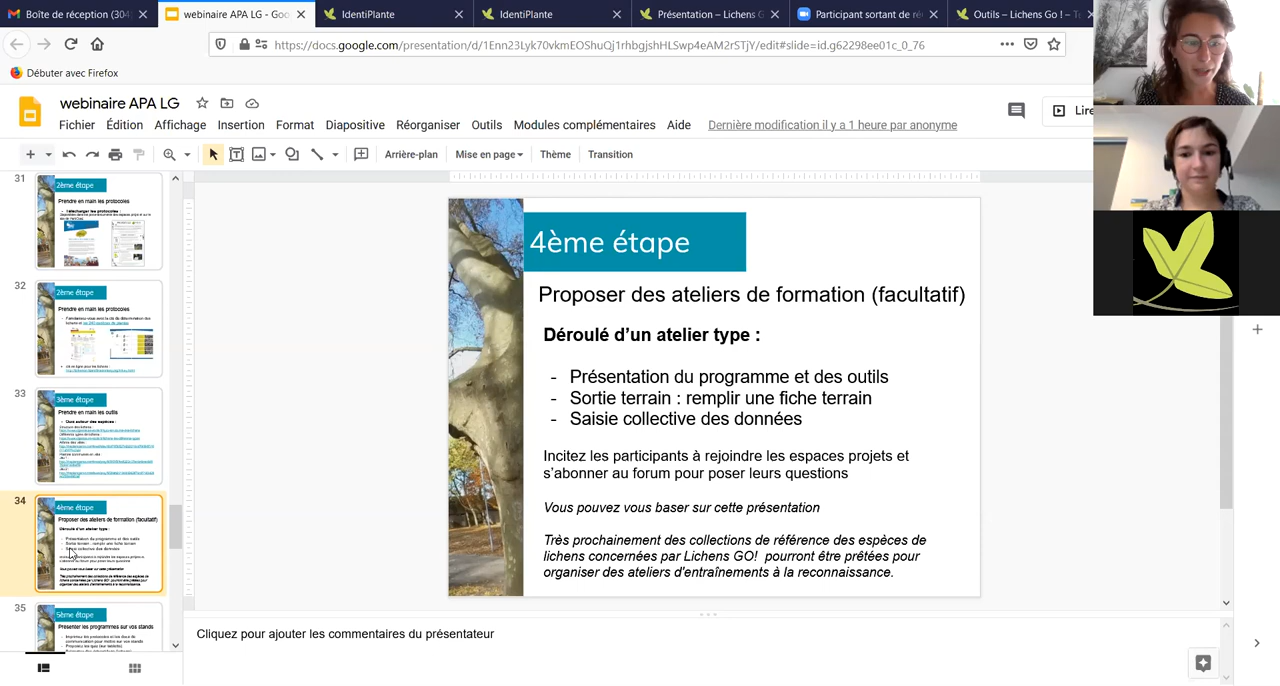 Boîte de réception (304)
webinaire APA LG - Goo
IdentiPlante
IdentiPlante
Présentation – Lichens G
Participant sortant de ré
Outils – Lichens Go ! – T
https://docs.google.com/presentation/d/1Enn23Lyk70vkmEOShuQj1rhbgjshHLSwp4eAM2rSTjY/edit#slide=id.g62298ee01c_0_76
Débuter avec Firefox
webinaire APA LG
Fichier Édition Affichage Insertion Format Diapositive Réorganiser Outils Modules complémentaires Aide Dernière modification il y a 1 heure par anonyme
Lire
Arrière-plan Mise en page Thème Transition
31
2ème étape
Prendre en main les protocoles
32
2ème étape
Prendre en main les protocoles
33
3ème étape
Prendre en main les outils
34
4ème étape
Proposer des ateliers de formation (facultatif)
Déroulé d'un atelier type :
35
5ème étape
Présenter les programmes sur vos stands
4ème étape
Proposer des ateliers de formation (facultatif)
Déroulé d'un atelier type :
- Présentation du programme et des outils
- Sortie terrain : remplir une fiche terrain
- Saisie collective des données
Incitez les participants à rejoindre les espaces projets et
s'abonner au forum pour poser leurs questions
Vous pouvez vous baser sur cette présentation
Très prochainement des collections de référence des espèces de
lichens concernées par Lichens GO! pourront être prêtées pour
organiser des ateliers d'entraînements à la reconnaissance.
Cliquez pour ajouter les commentaires du présentateur